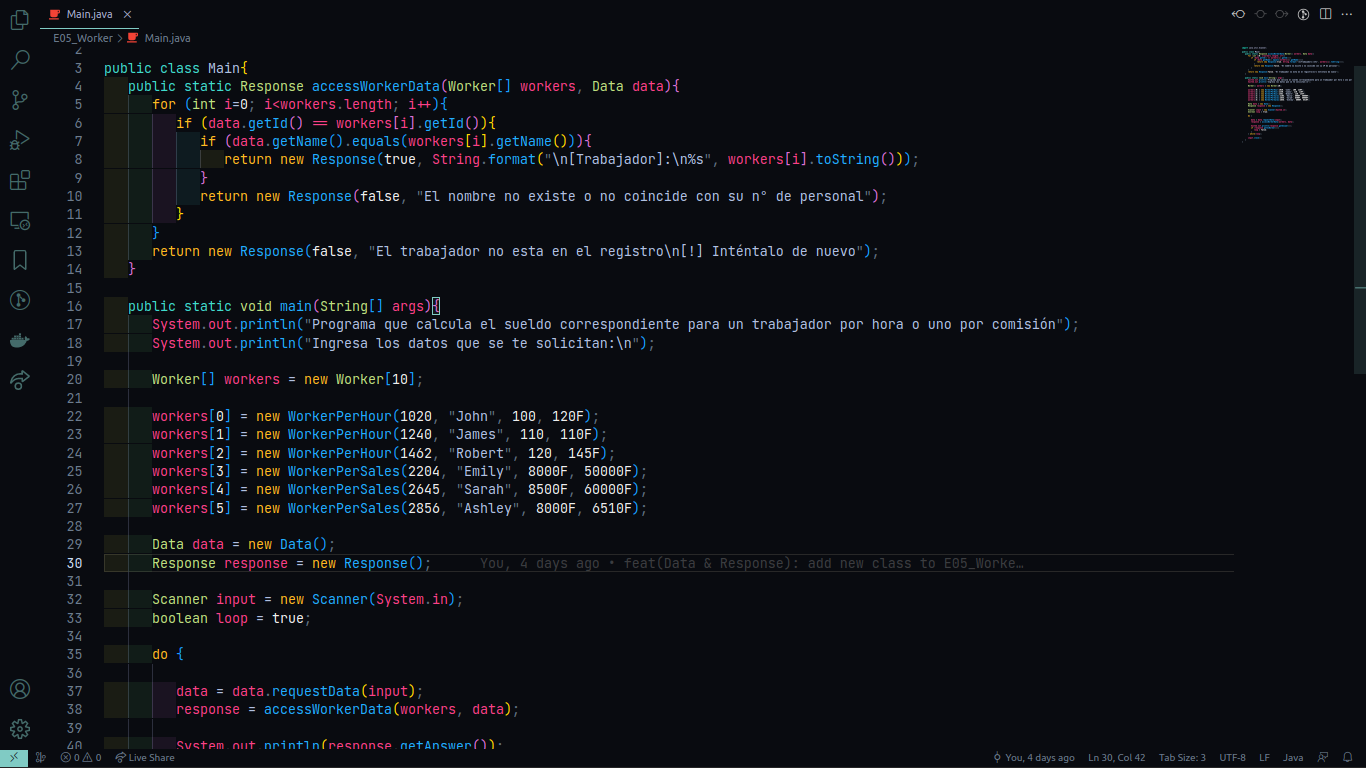 Main.java
E05_Worker > Main.java
2
3 public class Main{
4 public static Response accessWorkerData(Worker[] workers, Data data){
5 for (int i=0; i<workers.length; i++){
6 if (data.getId() == workers[i].getId()){
7 if (data.getName().equals(workers[i].getName())){
8 return new Response(true, String.format("\n[Trabajador]:\n%s", workers[i].toString()));
9 }
10 return new Response(false, "El nombre no existe o no coincide con su n° de personal");
11 }
12 }
13 return new Response(false, "El trabajador no esta en el registro\n[!] Inténtalo de nuevo");
14 }
15
16 public static void main(String[] args){
17 System.out.println("Programa que calcula el sueldo correspondiente para un trabajador por hora o uno por comisión");
18 System.out.println("Ingresa los datos que se te solicitan:\n");
19
20 Worker[] workers = new Worker[10];
21
22 workers[0] = new WorkerPerHour(1020, "John", 100, 120F);
23 workers[1] = new WorkerPerHour(1240, "James", 110, 110F);
24 workers[2] = new WorkerPerHour(1462, "Robert", 120, 145F);
25 workers[3] = new WorkerPerSales(2204, "Emily", 8000F, 50000F);
26 workers[4] = new WorkerPerSales(2645, "Sarah", 8500F, 60000F);
27 workers[5] = new WorkerPerSales(2856, "Ashley", 8000F, 6510F);
28
29 Data data = new Data();
30 Response response = new Response(); You, 4 days ago • feat(Data & Response): add new class to E05_Worke…
31
32 Scanner input = new Scanner(System.in);
33 boolean loop = true;
34
35 do {
36
37 data = data.requestData(input);
38 response = accessWorkerData(workers, data);
39
40 System.out.println(response.getAnswer());
0 0 Live Share You, 4 days ago Ln 30, Col 42 Tab Size: 3 UTF-8 LF Java